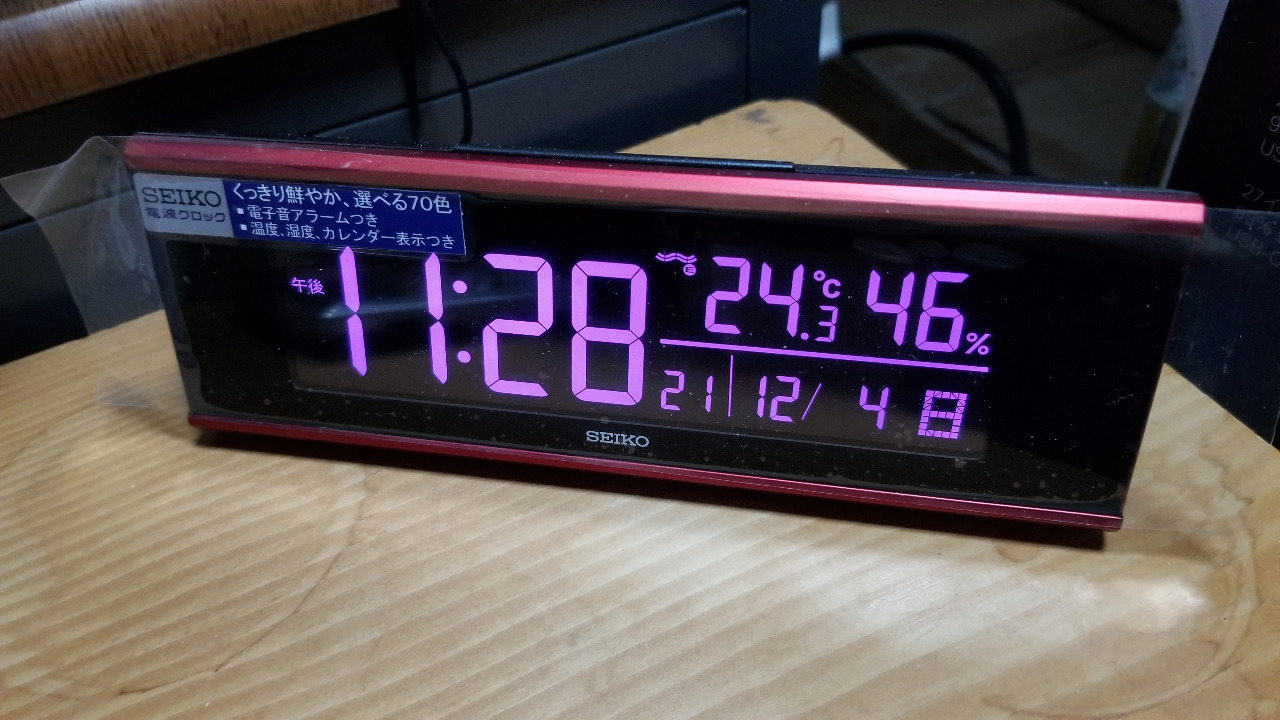 SEIKO
電波クロック
くっきり鮮やか、選べる70色
▪電子音アラームつき
▪温度、湿度、カレンダー表示つき
午後 11:28
24.3℃ 46%
21 12/ 4 日
SEIKO